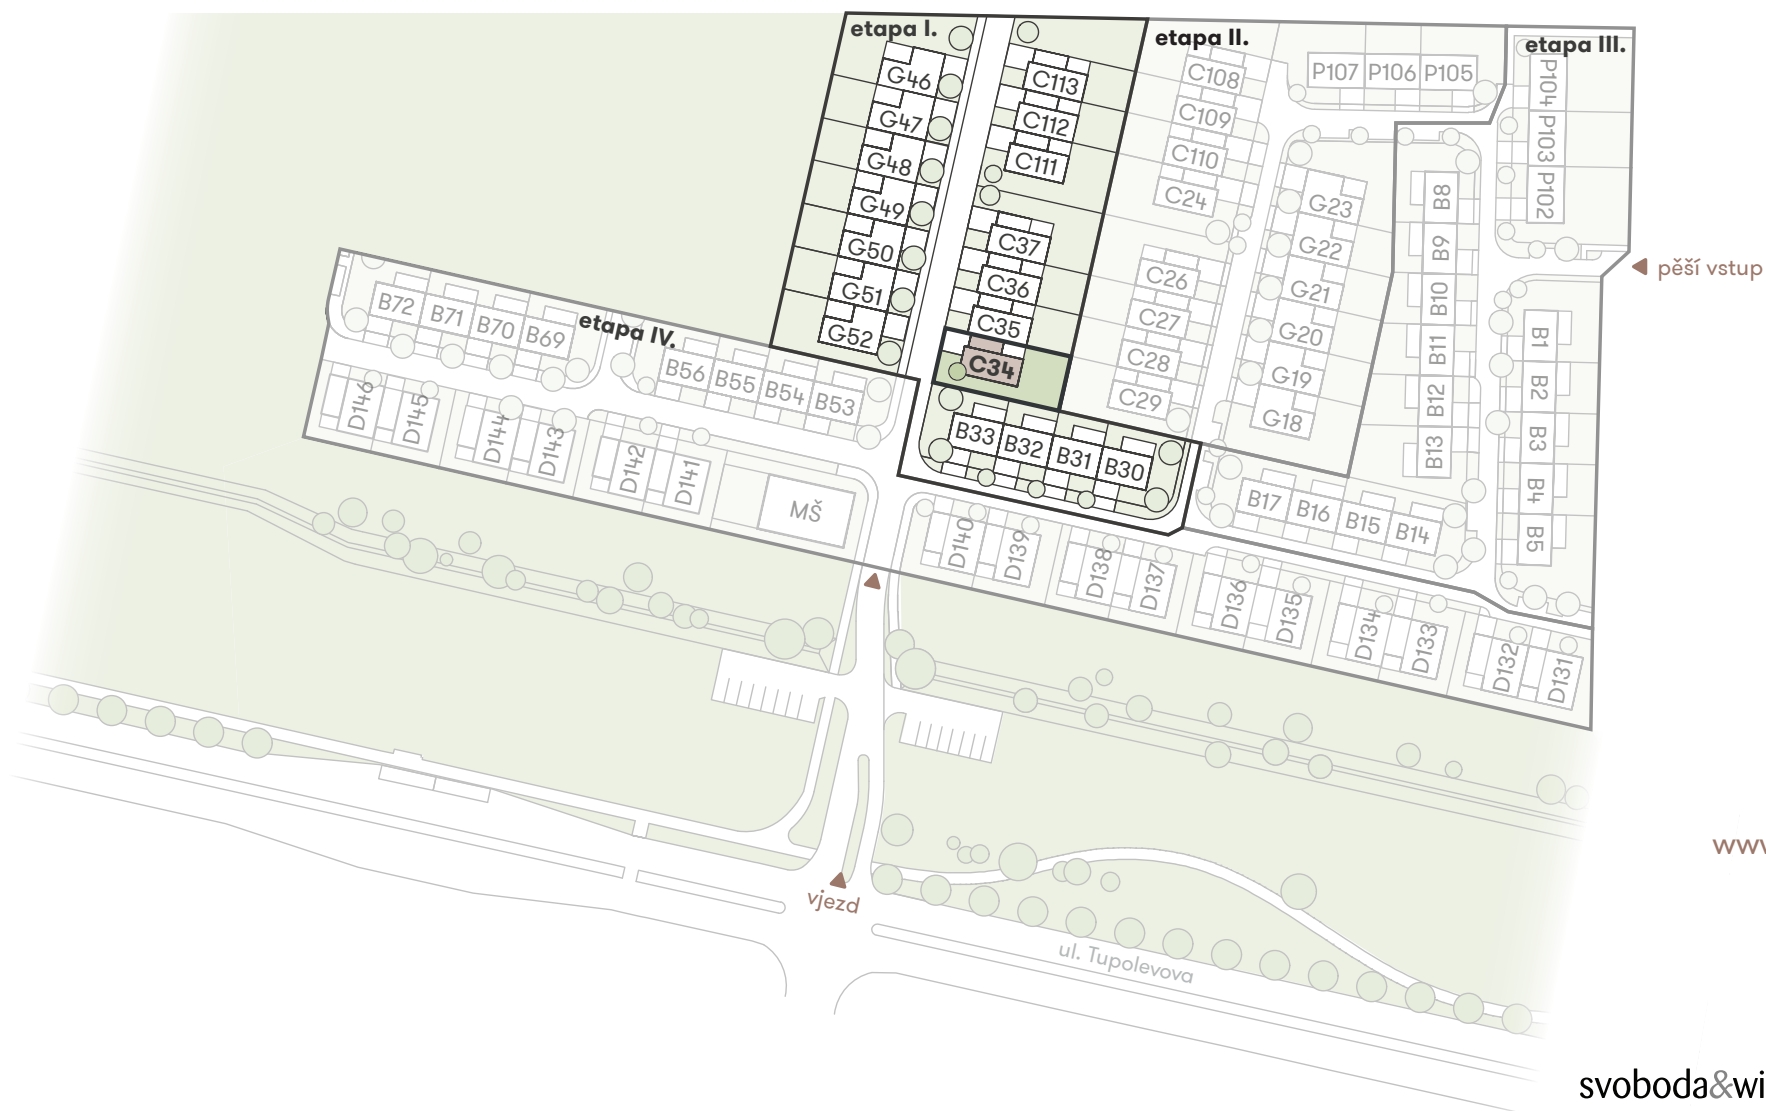 etapa I.
etapa II.
etapa III.
G46
G47
G48
G49
G50
G51
G52
C113
C112
C111
C37
C36
C35
C34
B33
B32
B31
B30
C108
C109
C110
C24
C26
C27
C28
C29
P107
P106
P105
G23
G22
G21
G20
G19
G18
P104
P103
P102
B8
B9
B10
B11
B12
B13
B1
B2
B3
B4
B5
B17
B16
B15
B14
pěší vstup
etapa IV.
B72
B71
B70
B69
B56
B55
B54
B53
D146
D145
D144
D143
D142
D141
MŠ
D140
D139
D138
D137
D136
D135
D134
D133
D132
D131
vjezd
ul. Tupolevova
www
svoboda&wi